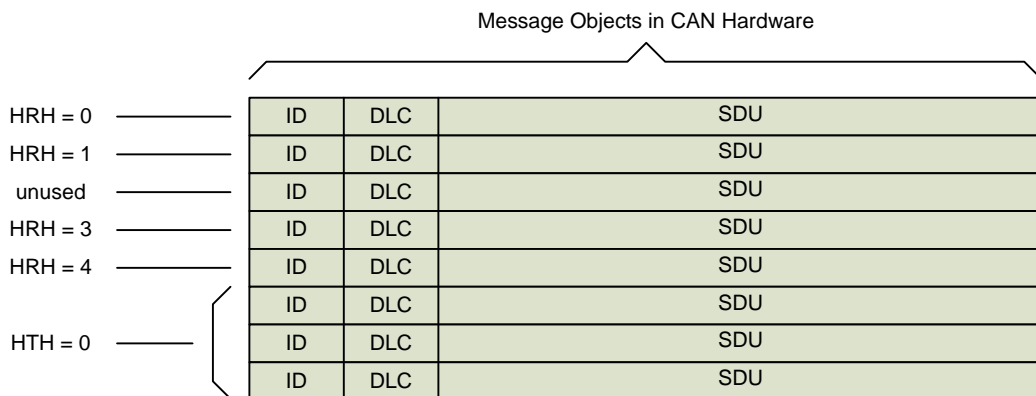 Message Objects in CAN Hardware
HRH = 0 ID DLC SDU
HRH = 1 ID DLC SDU
unused ID DLC SDU
HRH = 3 ID DLC SDU
HRH = 4 ID DLC SDU
ID DLC SDU
HTH = 0 ID DLC SDU
ID DLC SDU